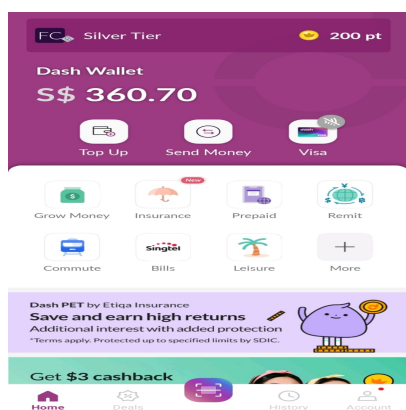 FC Silver Tier 200 pt
Dash Wallet
S$ 360.70
Top Up Send Money Visa
New
Grow Money Insurance Prepaid Remit
Singtel
Commute Bills Leisure More
Dash PET by Etiqa Insurance
Save and earn high returns
Additional interest with added protection
*Terms apply. Protected up to specified limits by SDIC.
Get $3 cashback
Home Deals History Account